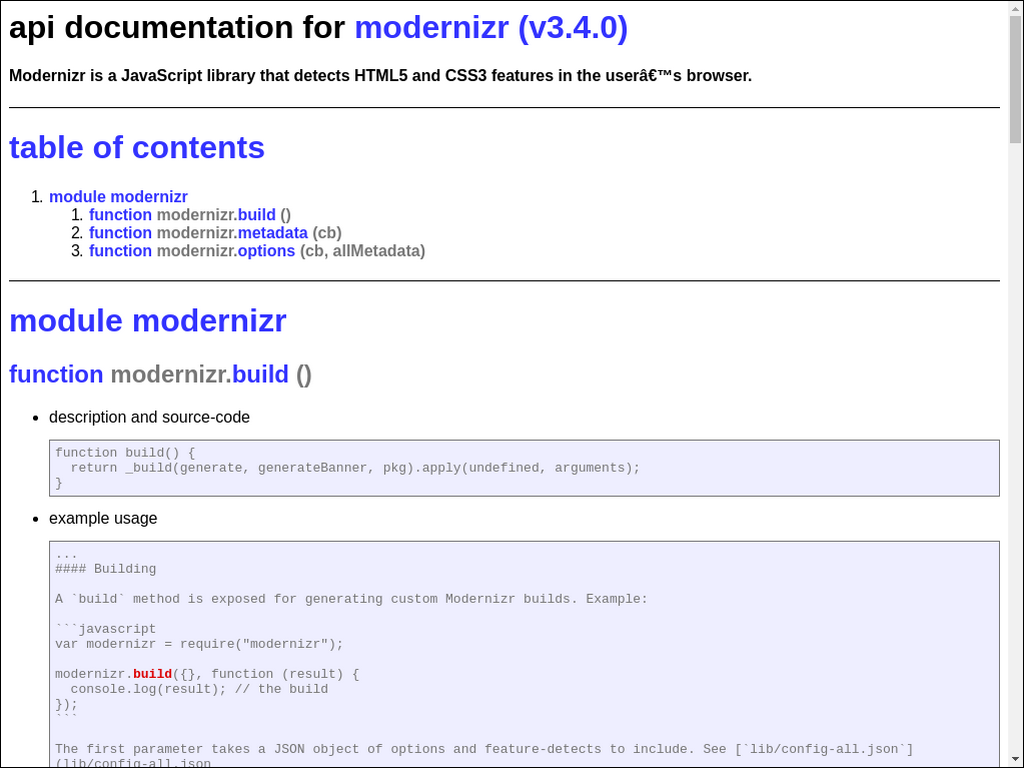 api documentation for modernizr (v3.4.0)
Modernizr is a JavaScript library that detects HTML5 and CSS3 features in the userâ€™s browser.
table of contents
1. module modernizr
1. function modernizr.build ()
2. function modernizr.metadata (cb)
3. function modernizr.options (cb, allMetadata)
module modernizr
function modernizr.build ()
• description and source-code
function build() {
  return _build(generate, generateBanner, pkg).apply(undefined, arguments);
}
• example usage
...
#### Building
A `build` method is exposed for generating custom Modernizr builds. Example:
```javascript
var modernizr = require("modernizr");
modernizr.build({}, function (result) {
  console.log(result); // the build
});
```
The first parameter takes a JSON object of options and feature-detects to include. See [`lib/config-all.json`]
(lib/config-all.json